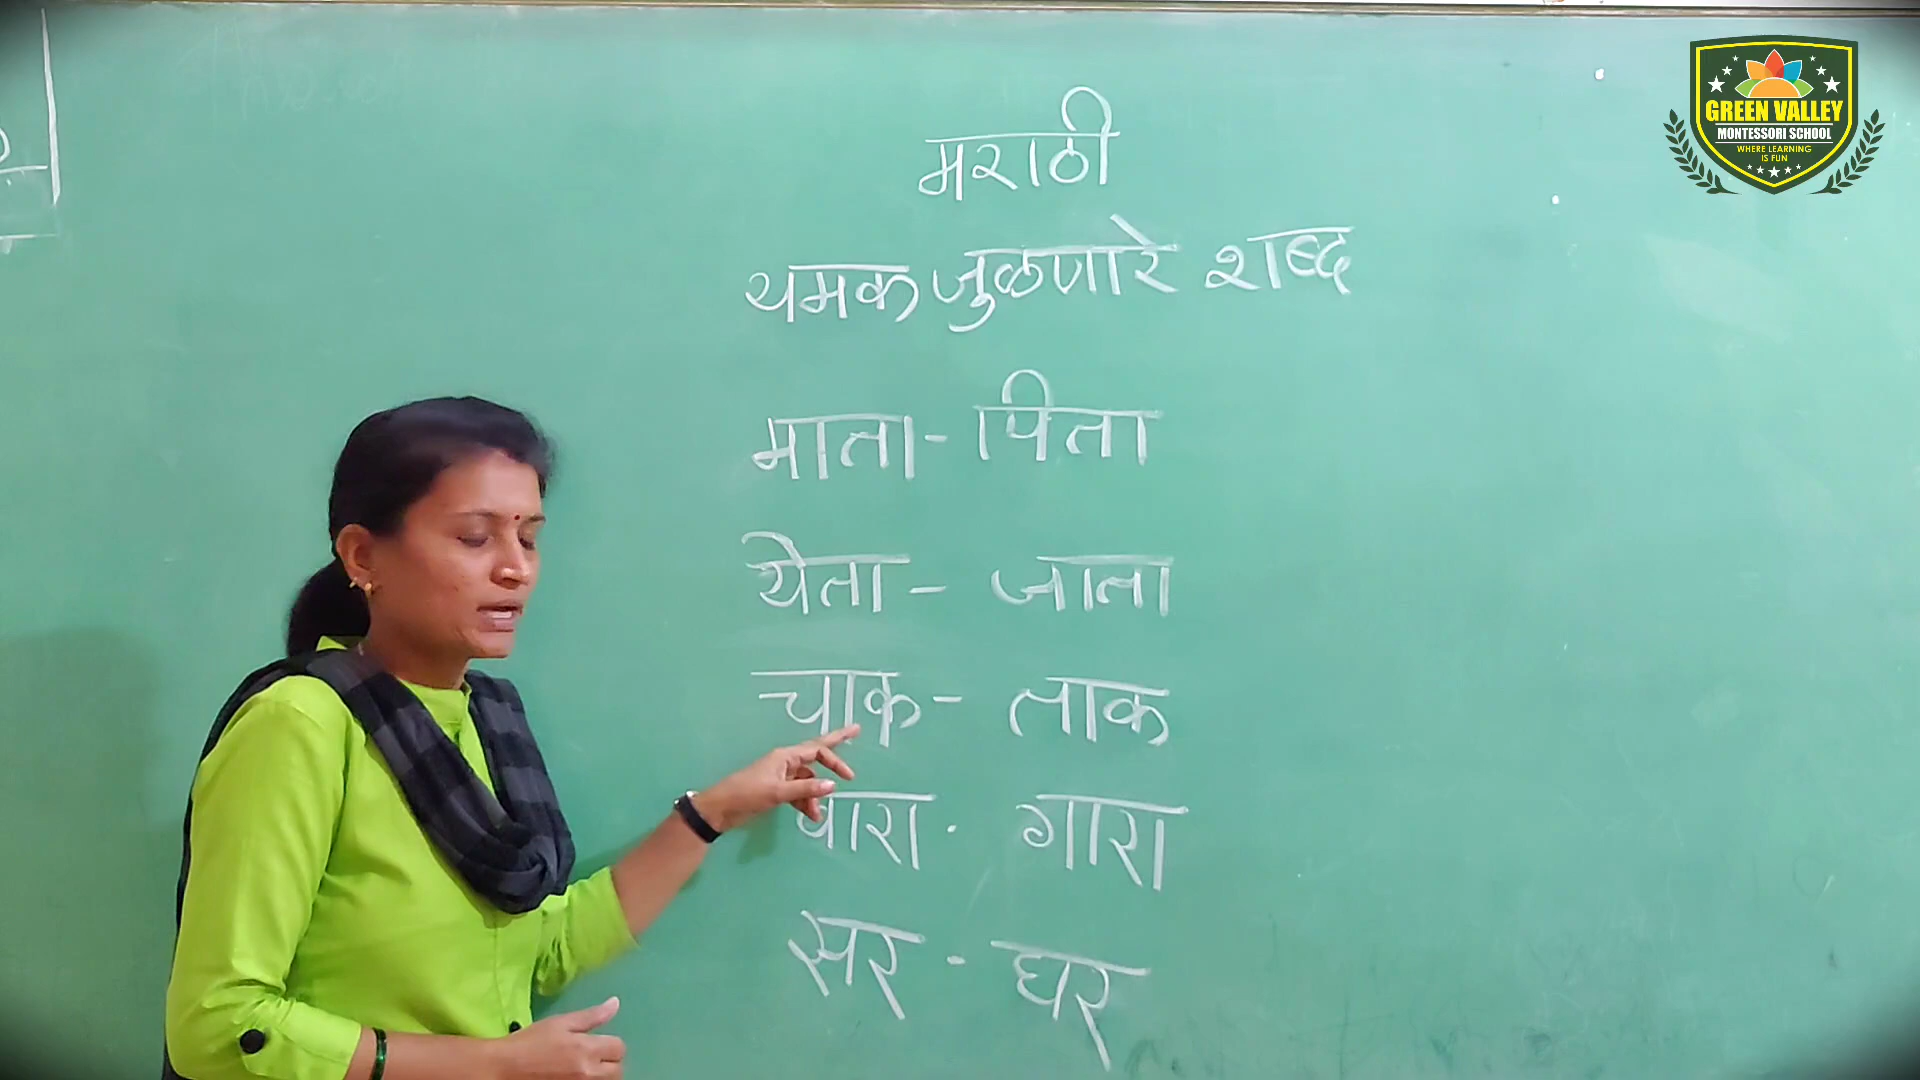 मराठी
यमक जुळणारे शब्द
माता - पिता
येता - जाता
चाक - ताक
वारा - गारा
सर - घर
GREEN VALLEY
MONTESSORI SCHOOL
WHERE LEARNING
IS FUN